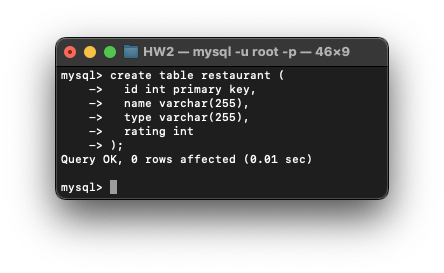 HW2 — mysql -u root -p — 46×9
mysql> create table restaurant (
    ->   id int primary key,
    ->   name varchar(255),
    ->   type varchar(255),
    ->   rating int
    -> );
Query OK, 0 rows affected (0.01 sec)
mysql>